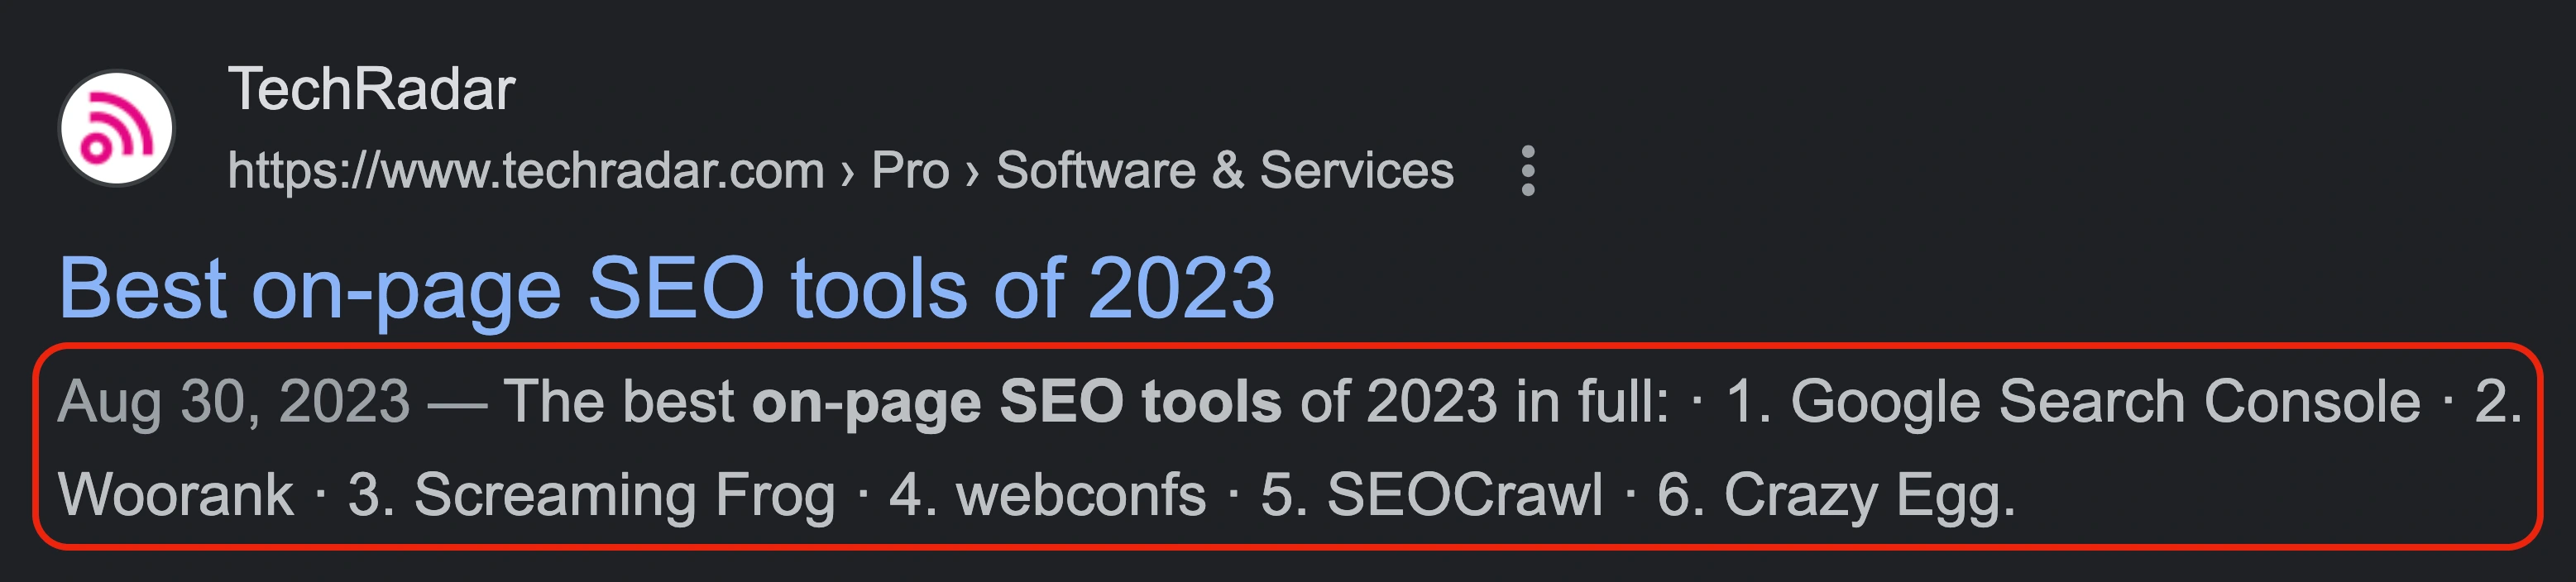 TechRadar
https://www.techradar.com › Pro › Software & Services
Best on-page SEO tools of 2023
Aug 30, 2023 — The best on-page SEO tools of 2023 in full: · 1. Google Search Console · 2.
Woorank · 3. Screaming Frog · 4. webconfs · 5. SEOCrawl · 6. Crazy Egg.